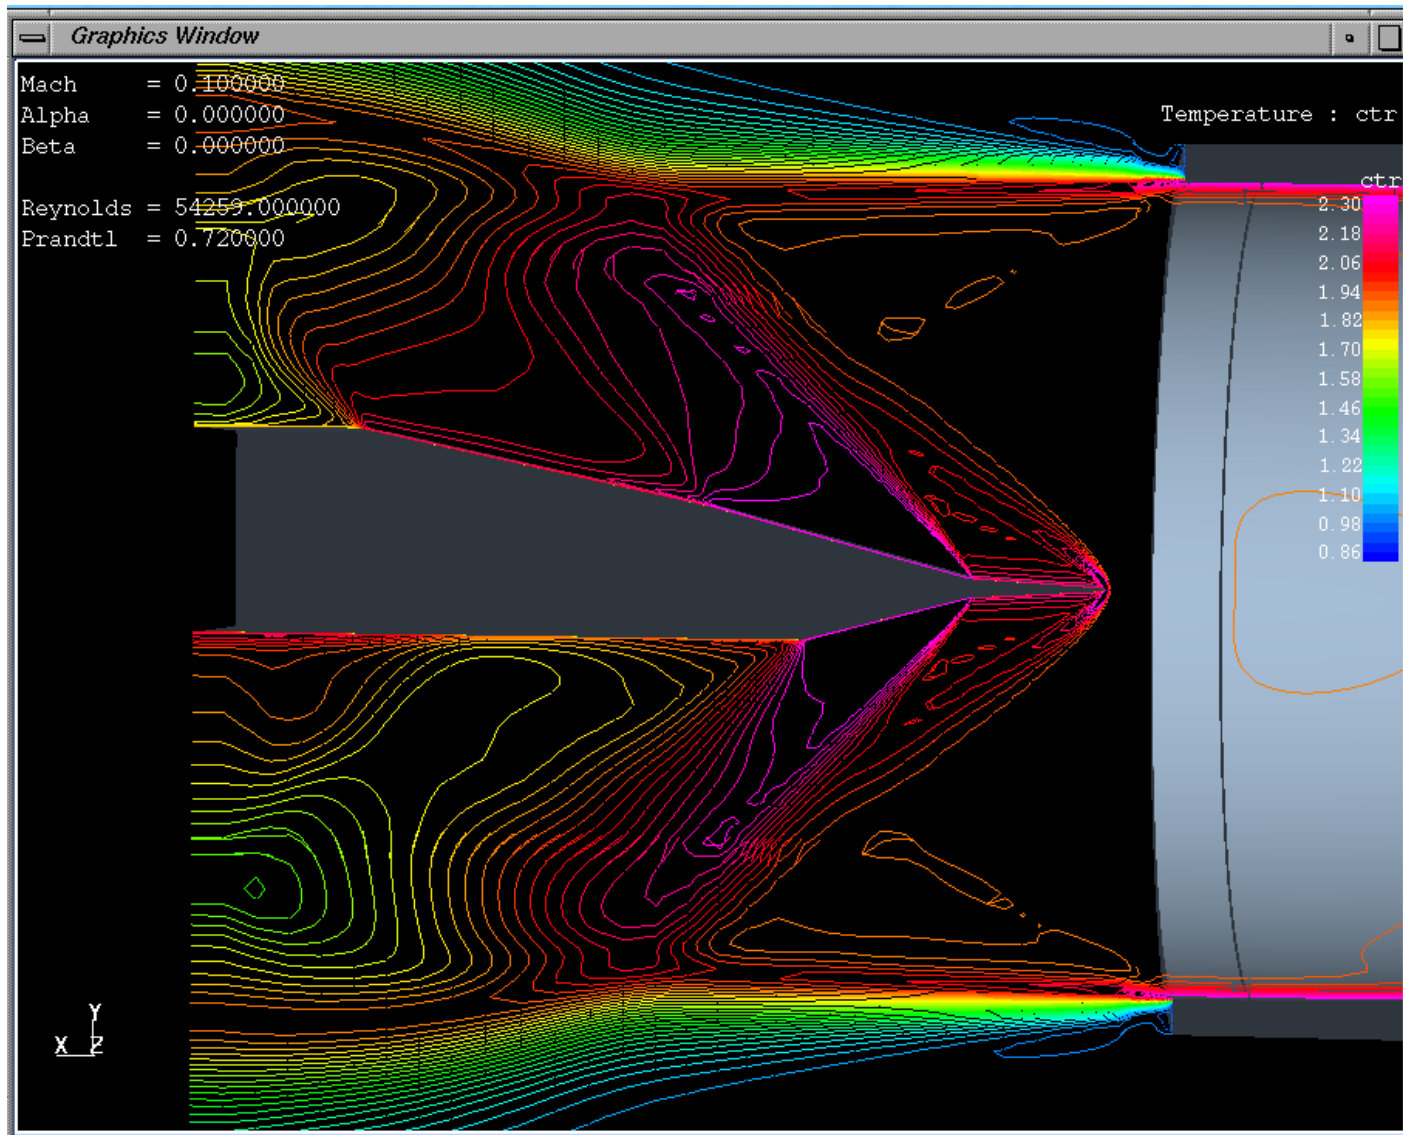 Graphics Window
Mach = 0.100000
Alpha = 0.000000
Beta = 0.000000
Reynolds = 54259.000000
Prandtl = 0.720000
Temperature : ctr
ctr
2.30
2.18
2.06
1.94
1.82
1.70
1.58
1.46
1.34
1.22
1.10
0.98
0.86
Y
X Z